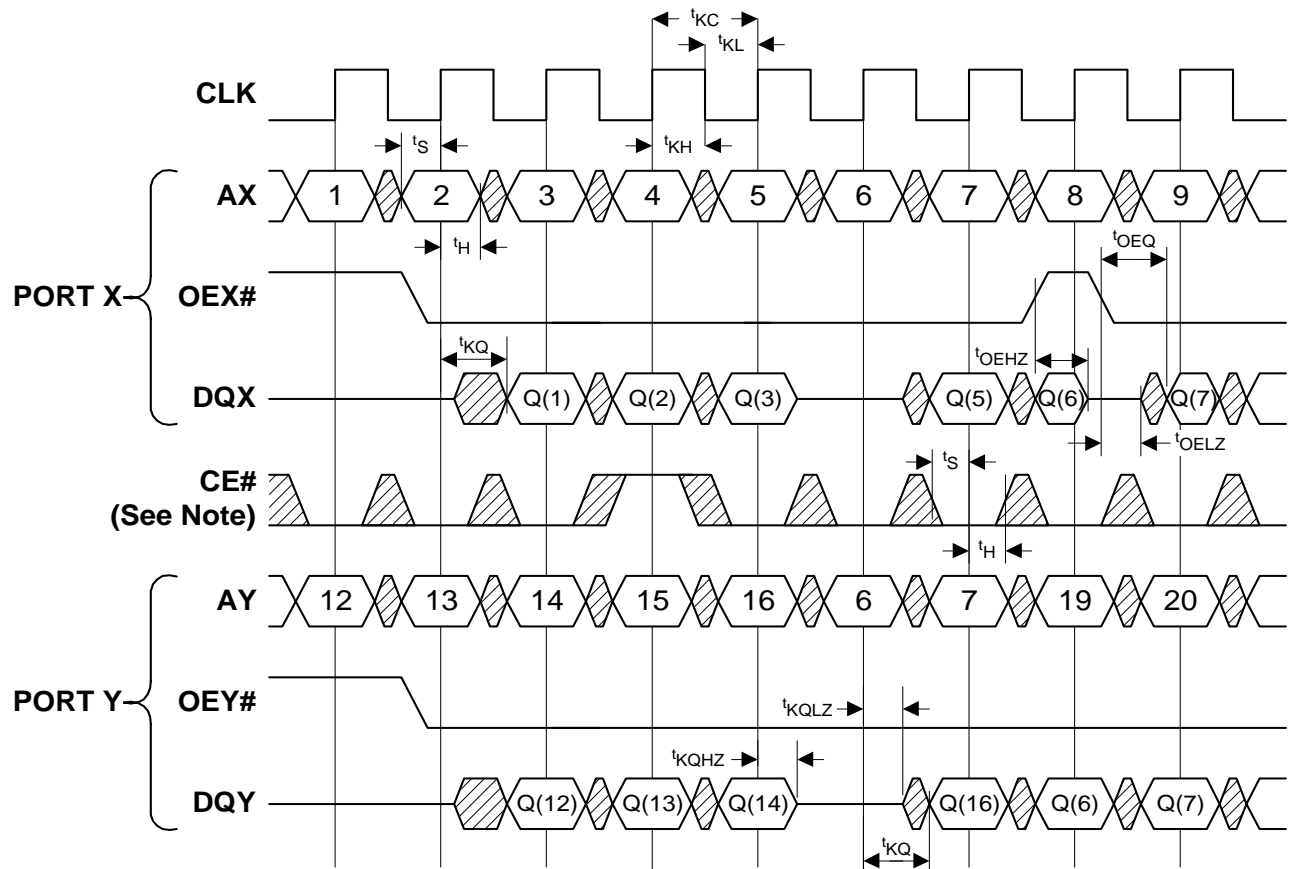 tKC
tKL
CLK
tS
tKH
AX
1 2 3 4 5 6 7 8 9
tH
tOEQ
PORT X
OEX#
tKQ
tOEHZ
DQX
Q(1) Q(2) Q(3) Q(5) Q(6) Q(7)
tOELZ
CE#
(See Note)
tS
tH
AY
12 13 14 15 16 6 7 19 20
PORT Y
OEY#
tKQLZ
tKQHZ
DQY
Q(12) Q(13) Q(14) Q(16) Q(6) Q(7)
tKQ